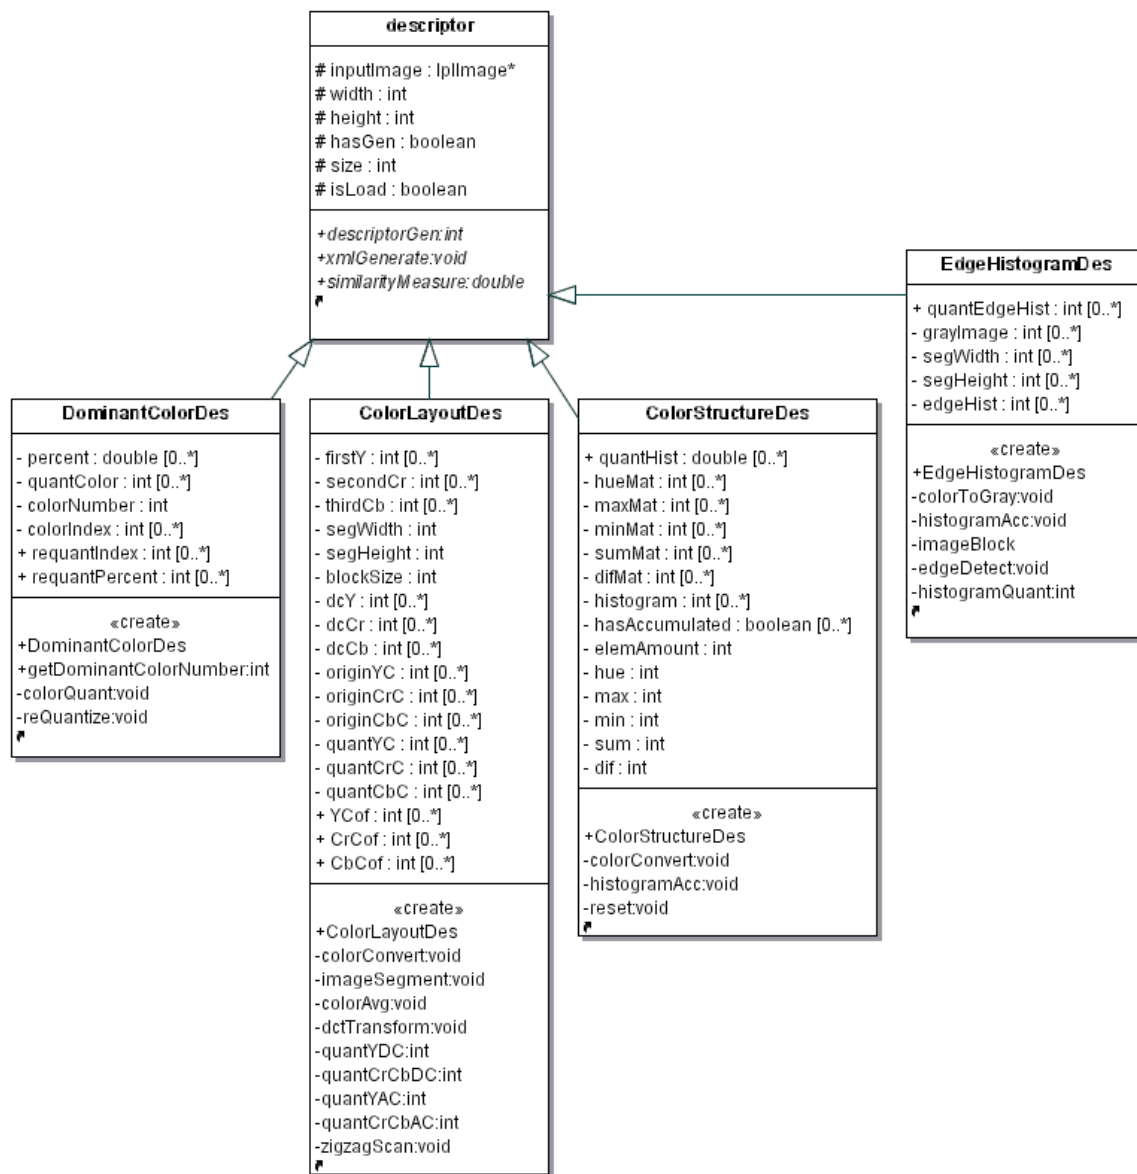 descriptor
# inputImage : IplImage*
# width : int
# height : int
# hasGen : boolean
# size : int
# isLoad : boolean
+descriptorGen:int
+xmlGenerate:void
+similarityMeasure:double
EdgeHistogramDes
+ quantEdgeHist : int [0..*]
- grayImage : int [0..*]
- segWidth : int [0..*]
- segHeight : int [0..*]
- edgeHist : int [0..*]
«create»
+EdgeHistogramDes
-colorToGray:void
-histogramAcc:void
-imageBlock
-edgeDetect:void
-histogramQuant:int
DominantColorDes
- percent : double [0..*]
- quantColor : int [0..*]
- colorNumber : int
- colorIndex : int [0..*]
+ requantIndex : int [0..*]
+ requantPercent : int [0..*]
«create»
+DominantColorDes
+getDominantColorNumber:int
-colorQuant:void
-reQuantize:void
ColorLayoutDes
- firstY : int [0..*]
- secondCr : int [0..*]
- thirdCb : int [0..*]
- segWidth : int
- segHeight : int
- blockSize : int
- dcY : int [0..*]
- dcCr : int [0..*]
- dcCb : int [0..*]
- originYC : int [0..*]
- originCrC : int [0..*]
- originCbC : int [0..*]
- quantYC : int [0..*]
- quantCrC : int [0..*]
- quantCbC : int [0..*]
+ YCof : int [0..*]
+ CrCof : int [0..*]
+ CbCof : int [0..*]
«create»
+ColorLayoutDes
-colorConvert:void
-imageSegment:void
-colorAvg:void
-dctTransform:void
-quantYDC:int
-quantCrCbDC:int
-quantYAC:int
-quantCrCbAC:int
-zigzagScan:void
ColorStructureDes
+ quantHist : double [0..*]
- hueMat : int [0..*]
- maxMat : int [0..*]
- minMat : int [0..*]
- sumMat : int [0..*]
- difMat : int [0..*]
- histogram : int [0..*]
- hasAccumulated : boolean [0..*]
- elemAmount : int
- hue : int
- max : int
- min : int
- sum : int
- dif : int
«create»
+ColorStructureDes
-colorConvert:void
-histogramAcc:void
-reset:void